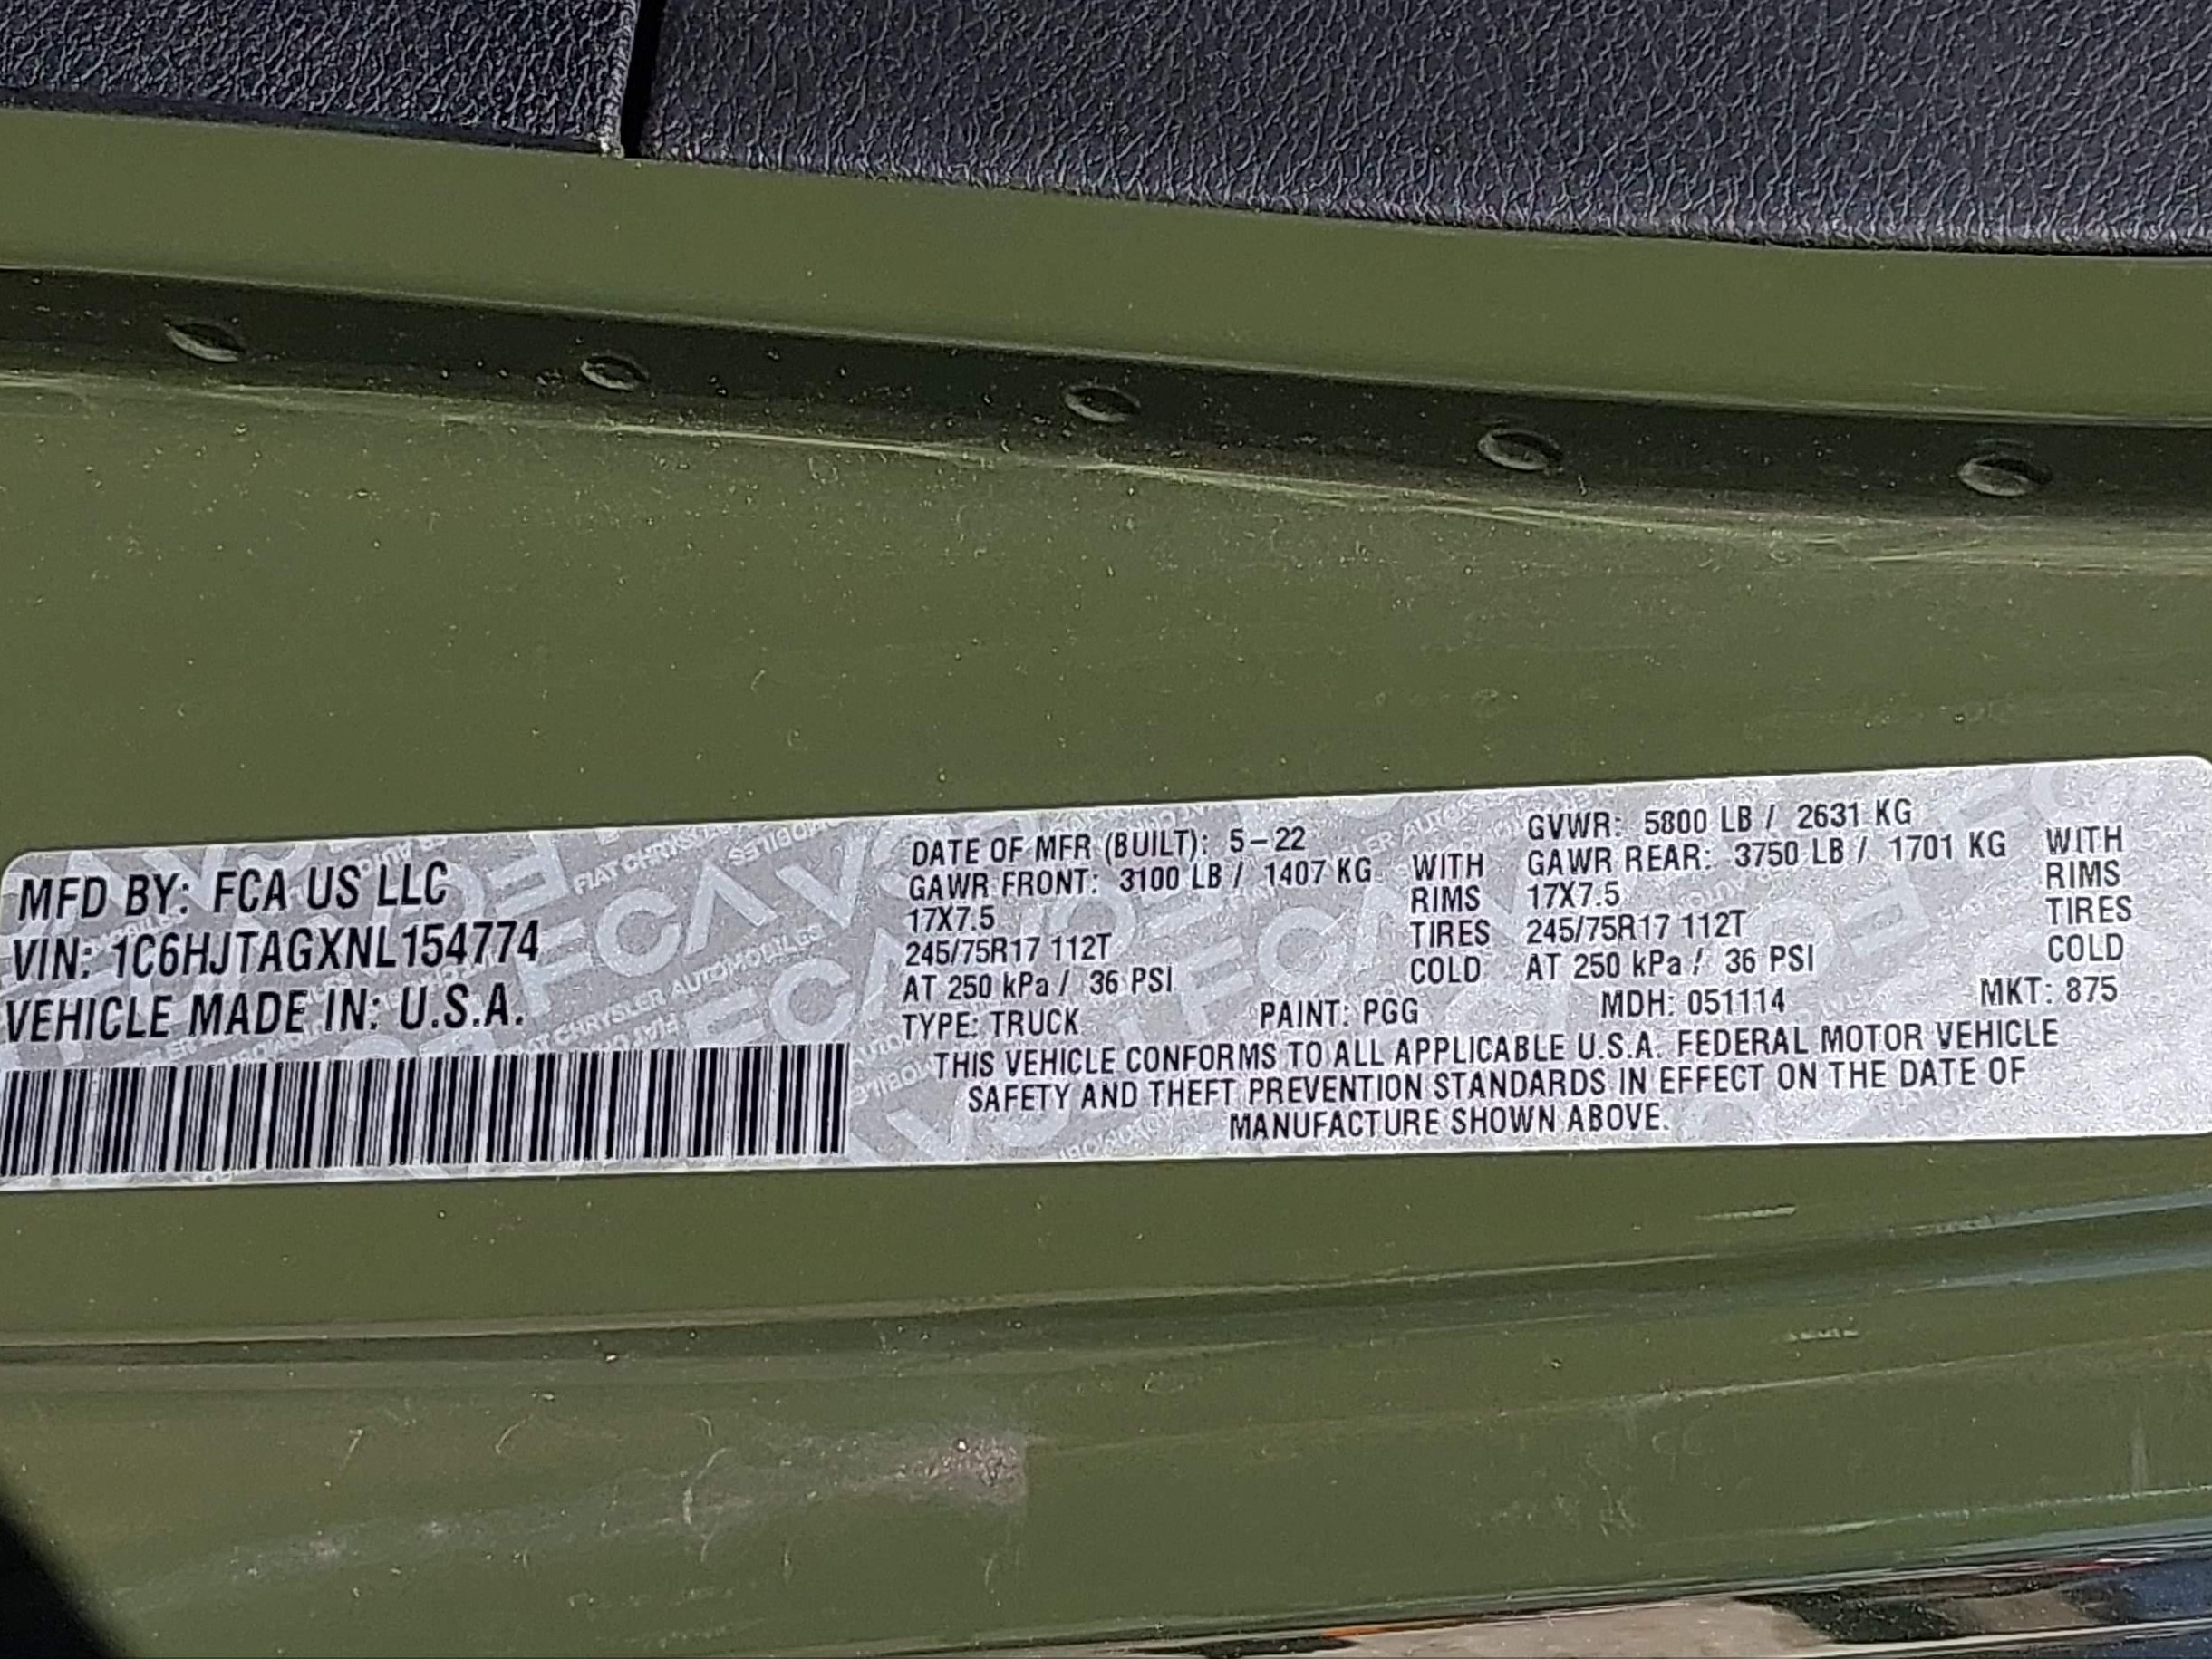 MFD BY: FCA US LLC
VIN: 1C6HJTAGXNL154774
VEHICLE MADE IN: U.S.A.
DATE OF MFR (BUILT): 5-22
GAWR FRONT: 3100 LB / 1407 KG WITH
17X7.5 RIMS
245/75R17 112T TIRES
AT 250 kPa / 36 PSI COLD
GVWR: 5800 LB / 2631 KG
GAWR REAR: 3750 LB / 1701 KG WITH
17X7.5 RIMS
245/75R17 112T TIRES
AT 250 kPa / 36 PSI COLD
TYPE: TRUCK PAINT: PGG MDH: 051114 MKT: 875
THIS VEHICLE CONFORMS TO ALL APPLICABLE U.S.A. FEDERAL MOTOR VEHICLE
SAFETY AND THEFT PREVENTION STANDARDS IN EFFECT ON THE DATE OF
MANUFACTURE SHOWN ABOVE.